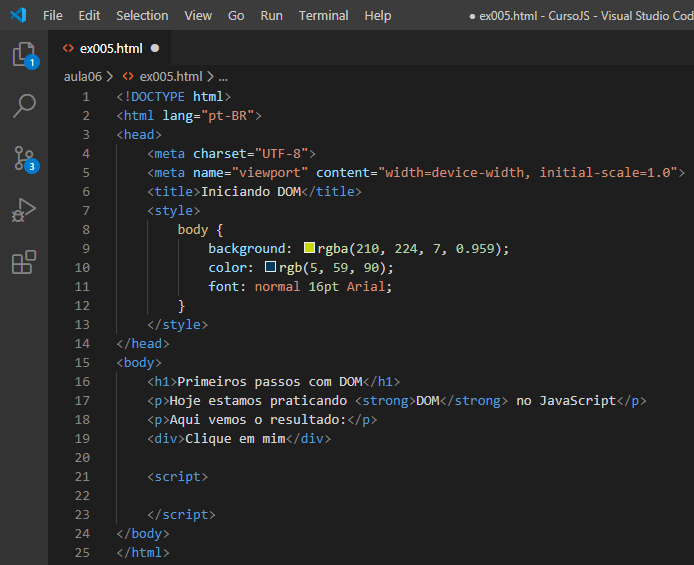 File Edit Selection View Go Run Terminal Help ● ex005.html - CursoJS - Visual Studio Cod
<> ex005.html ●
aula06 > <> ex005.html > ...
1 <!DOCTYPE html>
2 <html lang="pt-BR">
3 <head>
4 <meta charset="UTF-8">
5 <meta name="viewport" content="width=device-width, initial-scale=1.0">
6 <title>Iniciando DOM</title>
7 <style>
8 body {
9 background: rgba(210, 224, 7, 0.959);
10 color: rgb(5, 59, 90);
11 font: normal 16pt Arial;
12 }
13 </style>
14 </head>
15 <body>
16 <h1>Primeiros passos com DOM</h1>
17 <p>Hoje estamos praticando <strong>DOM</strong> no JavaScript</p>
18 <p>Aqui vemos o resultado:</p>
19 <div>Clique em mim</div>
20
21 <script>
22
23 </script>
24 </body>
25 </html>
1
3